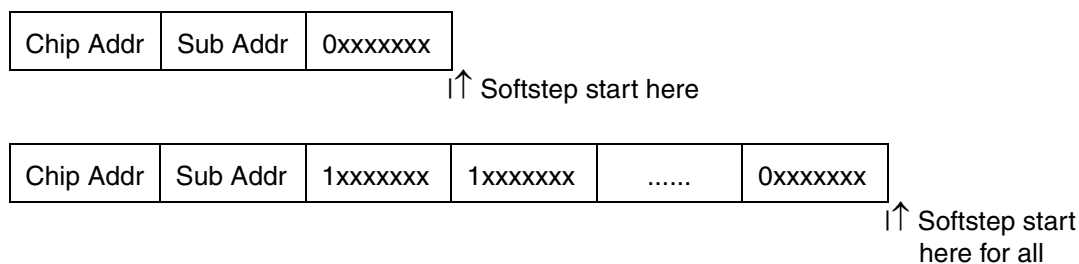 Chip Addr Sub Addr 0xxxxxxx
Softstep start here
Chip Addr Sub Addr 1xxxxxxx 1xxxxxxx ...... 0xxxxxxx
Softstep start
here for all